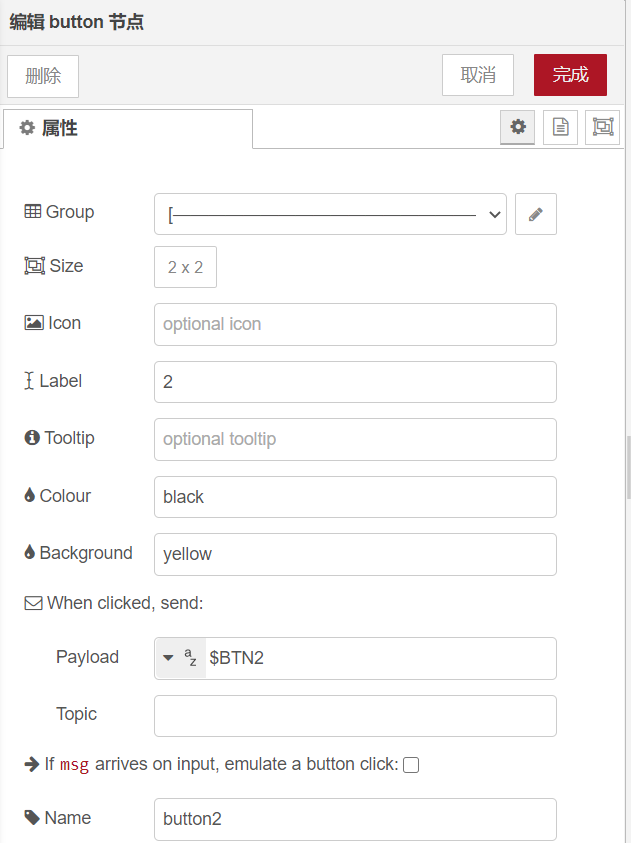 编辑 button 节点
删除
取消
完成
属性
Group
[————————————————
Size
2 x 2
Icon
optional icon
Label
2
Tooltip
optional tooltip
Colour
black
Background
yellow
When clicked, send:
Payload
az $BTN2
Topic
If msg arrives on input, emulate a button click:
Name
button2